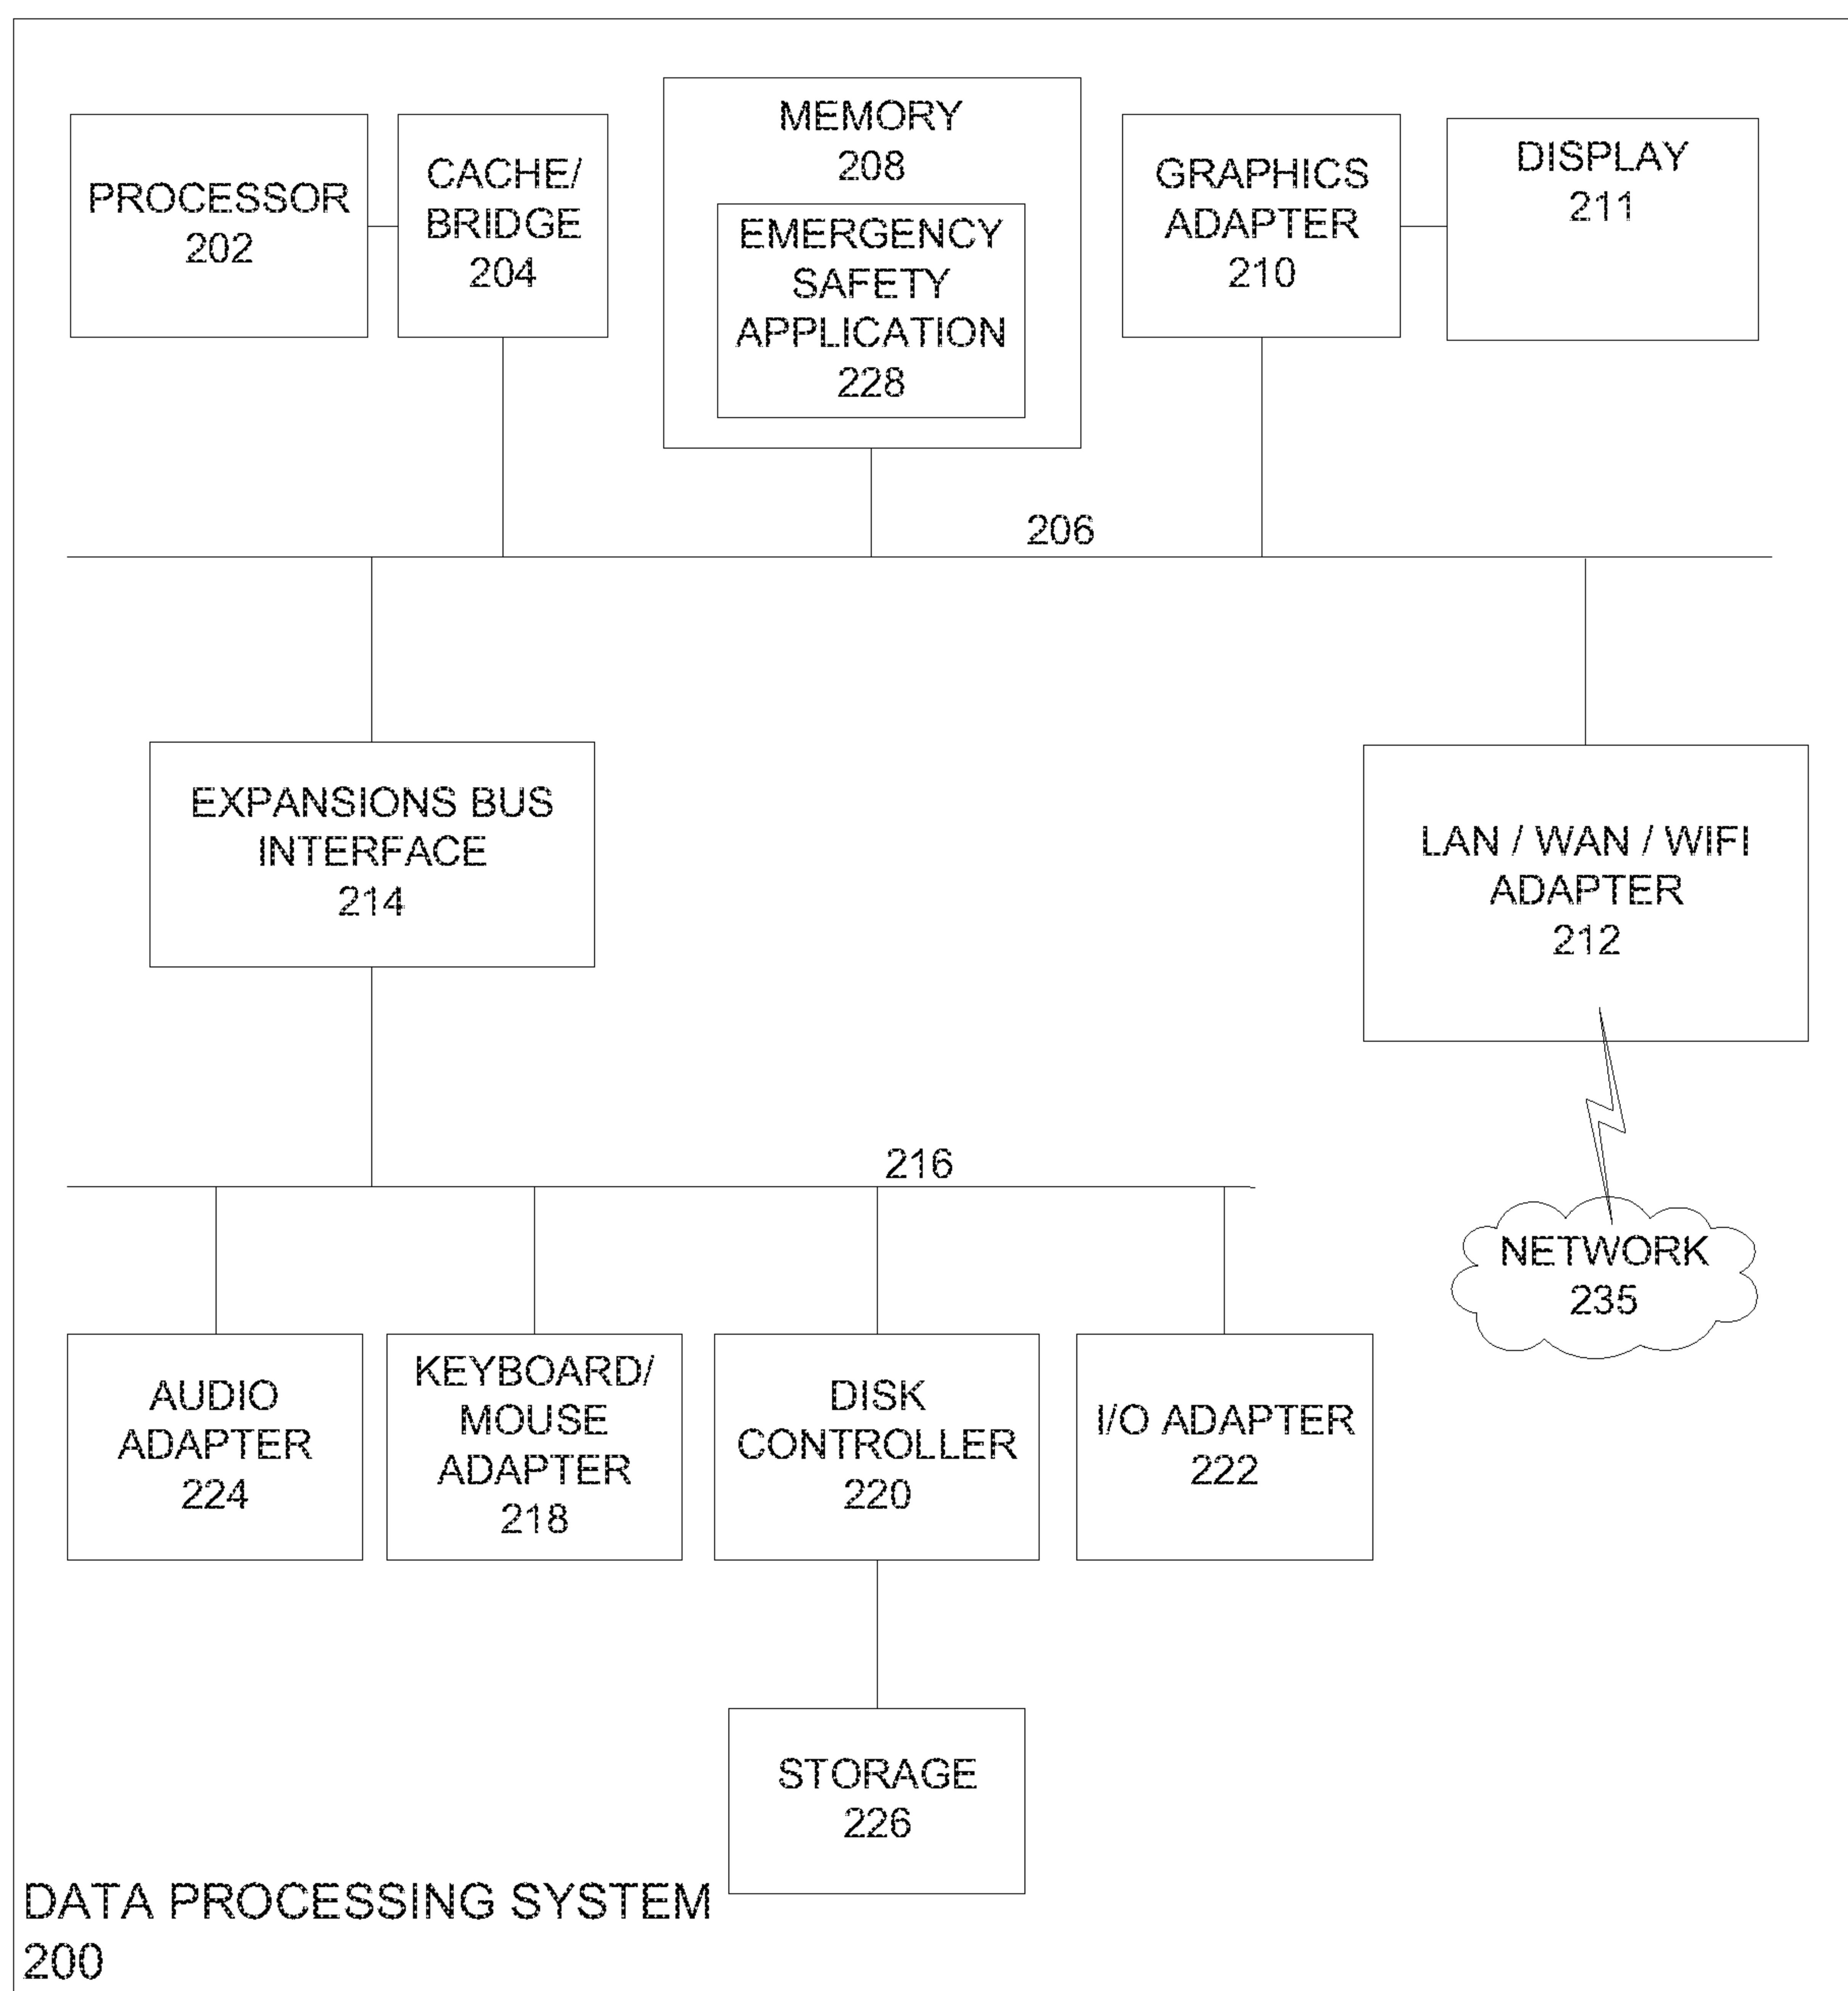 PROCESSOR
202
CACHE/
BRIDGE
204
MEMORY
208
EMERGENCY
SAFETY
APPLICATION
228
GRAPHICS
ADAPTER
210
DISPLAY
211
206
EXPANSIONS BUS
INTERFACE
214
LAN / WAN / WIFI
ADAPTER
212
216
NETWORK
235
AUDIO
ADAPTER
224
KEYBOARD/
MOUSE
ADAPTER
218
DISK
CONTROLLER
220
I/O ADAPTER
222
STORAGE
226
DATA PROCESSING SYSTEM
200